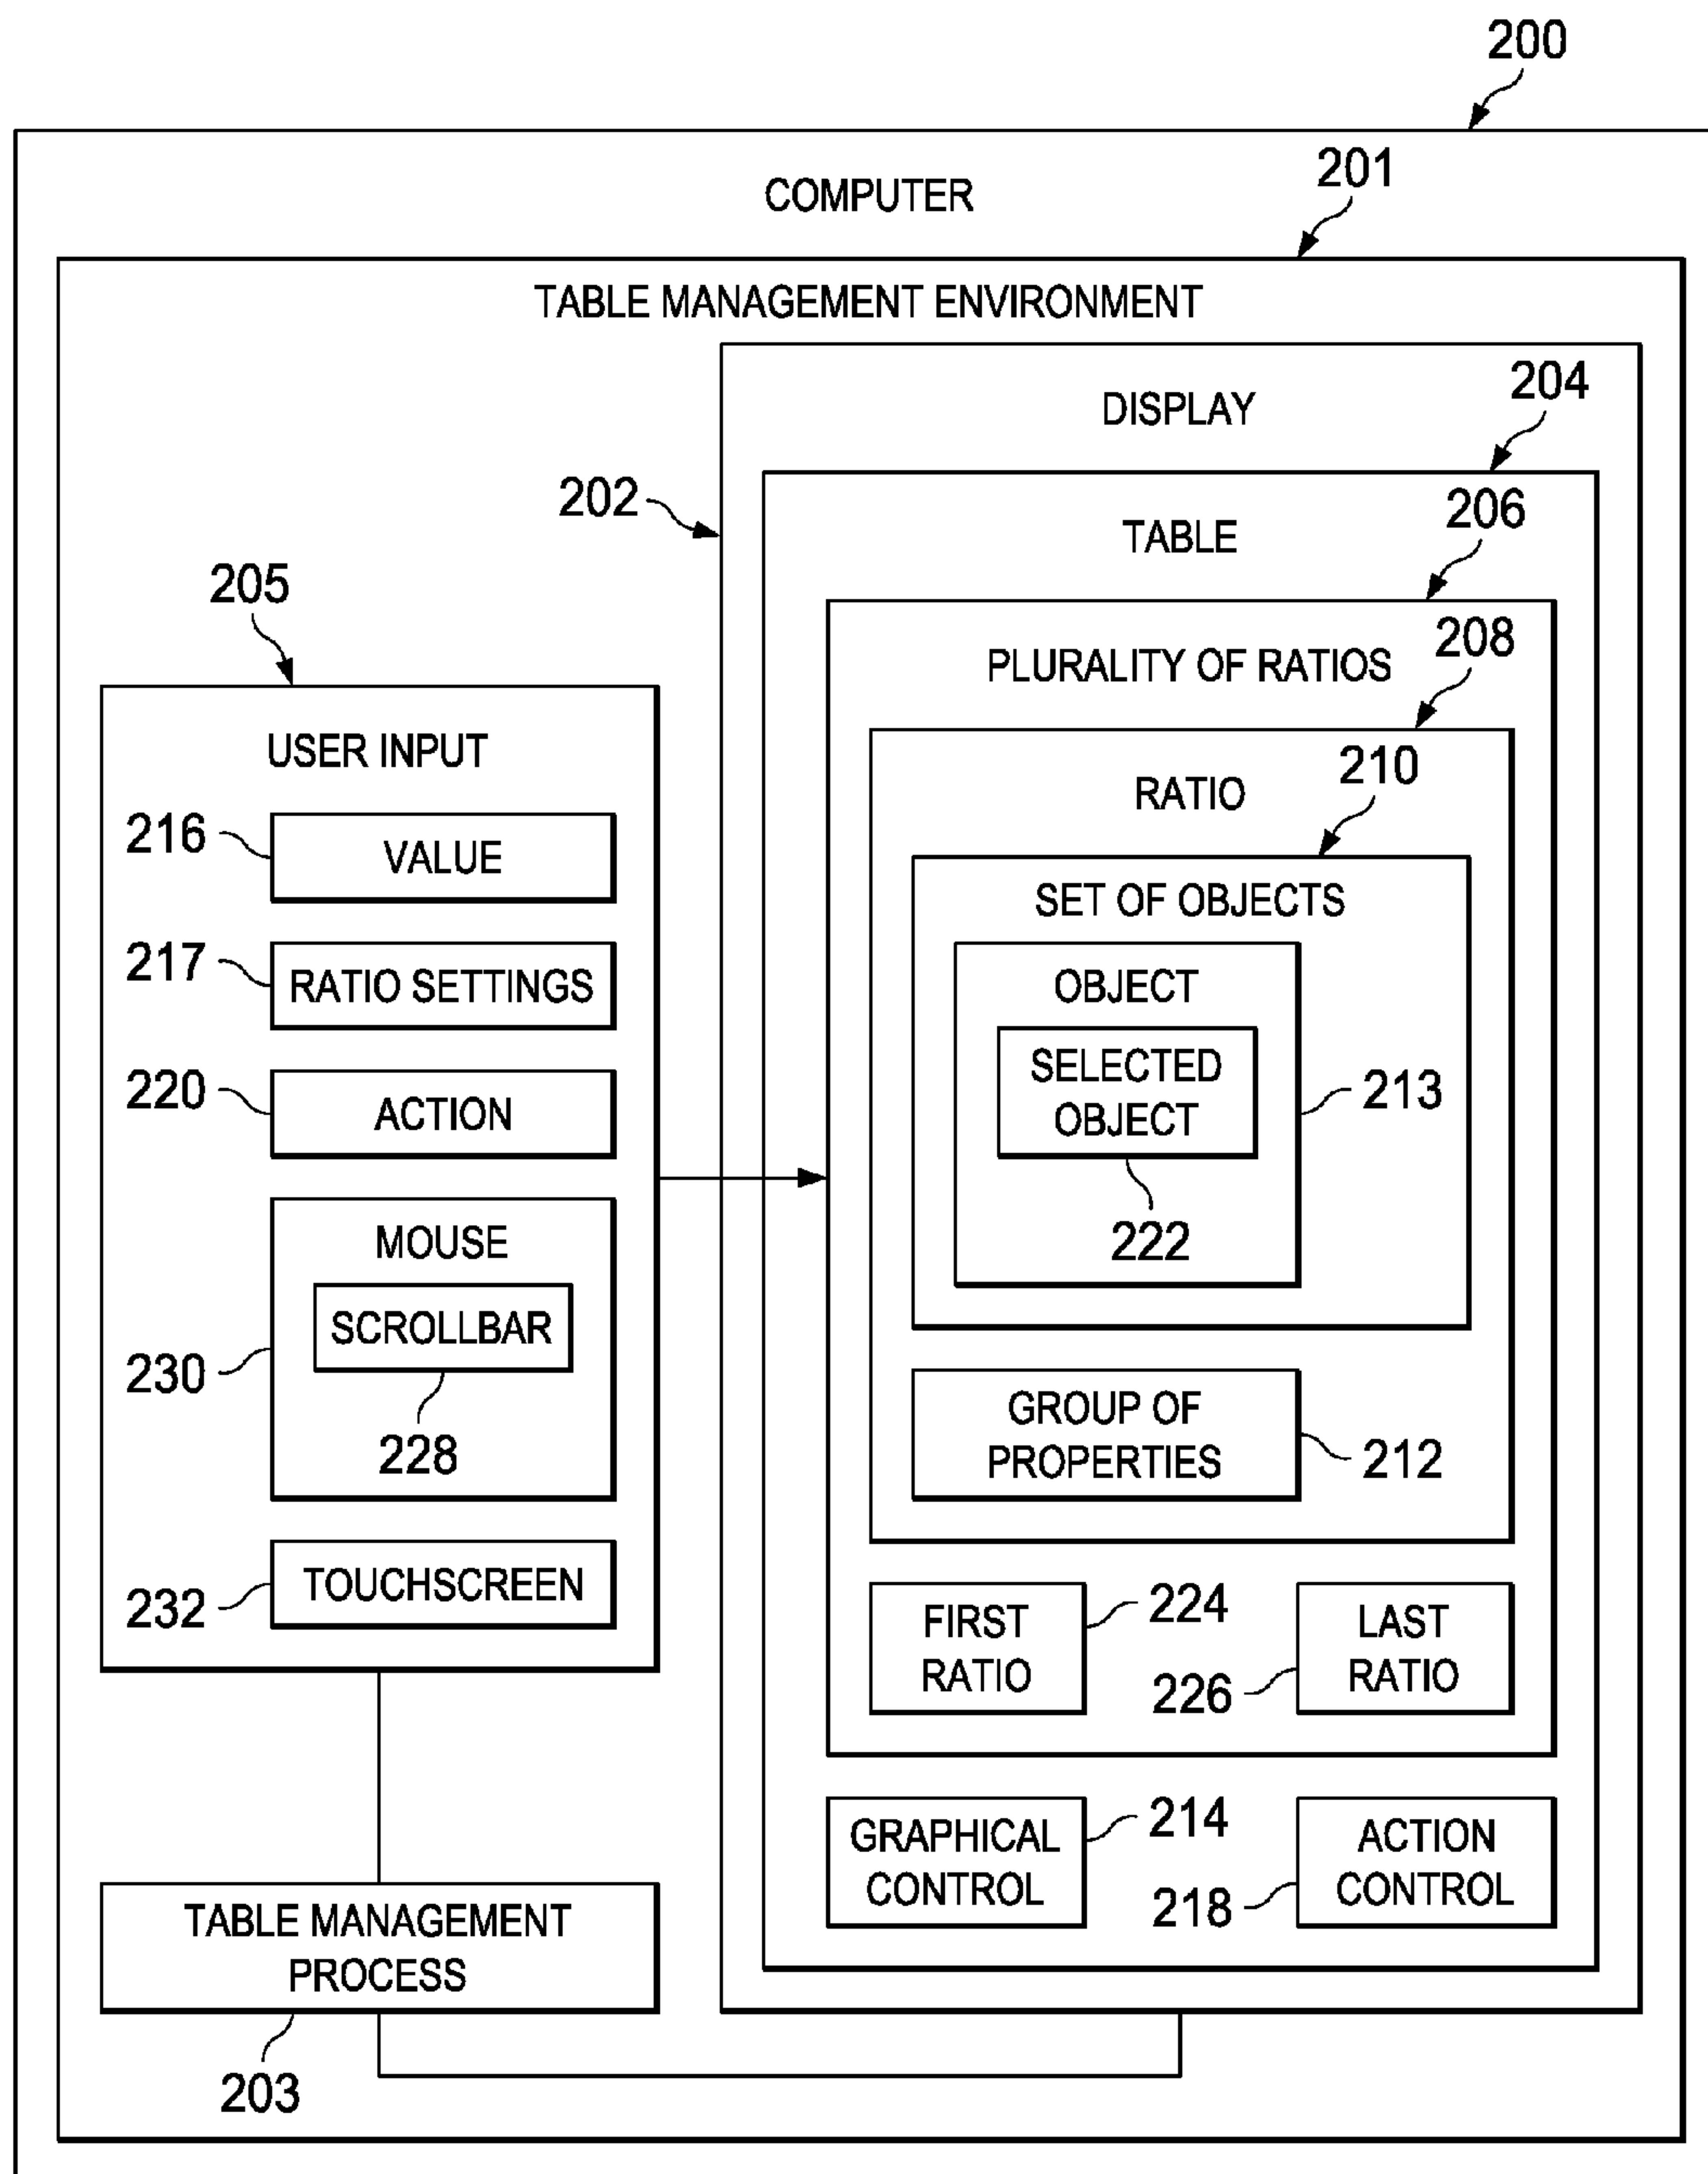 200
COMPUTER
201
TABLE MANAGEMENT ENVIRONMENT
202
DISPLAY
204
TABLE
206
PLURALITY OF RATIOS
208
RATIO
210
SET OF OBJECTS
OBJECT
213
SELECTED
OBJECT
222
GROUP OF
PROPERTIES
212
FIRST
RATIO
224
LAST
RATIO
226
GRAPHICAL
CONTROL
214
ACTION
CONTROL
218
205
USER INPUT
216
VALUE
217
RATIO SETTINGS
220
ACTION
230
MOUSE
SCROLLBAR
228
232
TOUCHSCREEN
TABLE MANAGEMENT
PROCESS
203